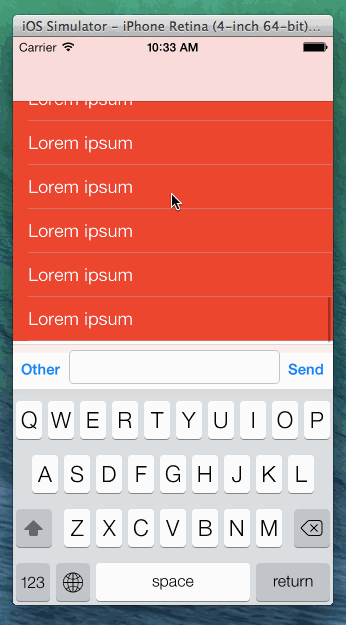 iOS Simulator – iPhone Retina (4-inch 64-bit)...
Carrier 10:33 AM
Lorem ipsum
Lorem ipsum
Lorem ipsum
Lorem ipsum
Lorem ipsum
Lorem ipsum
Other Send
Q W E R T Y U I O P
A S D F G H J K L
Z X C V B N M
123 space return